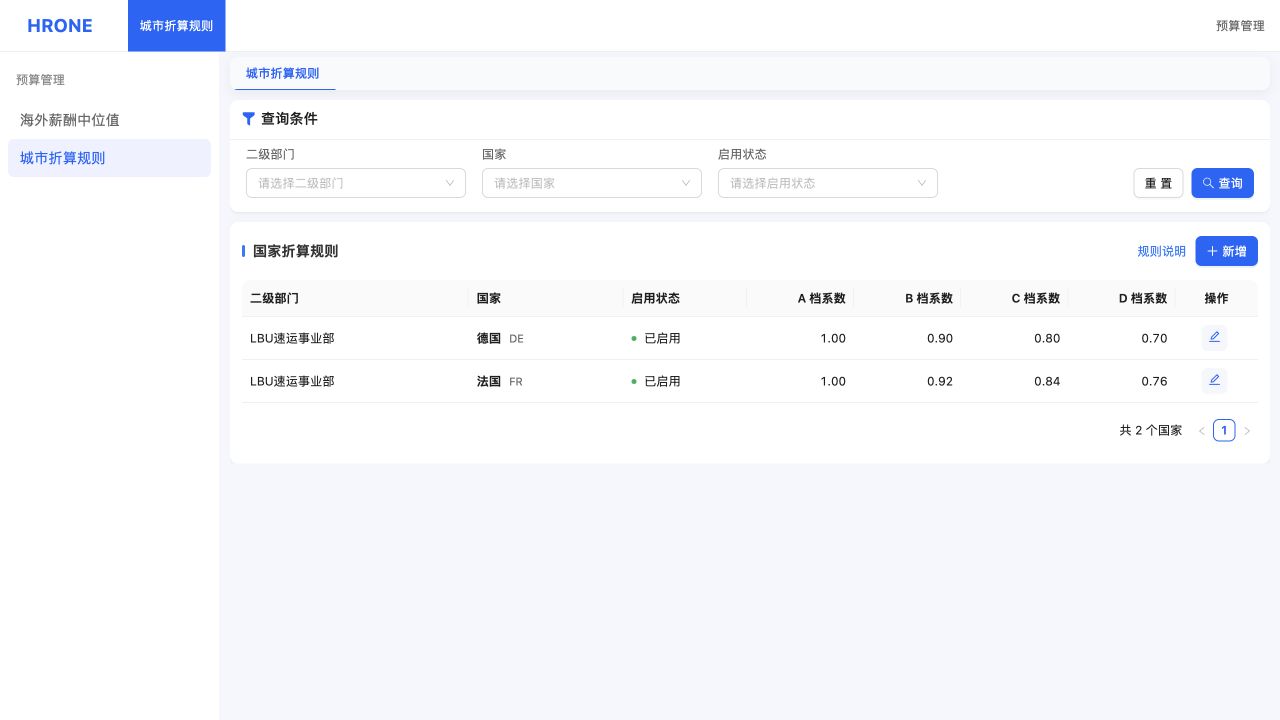 HRONE
城市折算规则
预算管理
预算管理
海外薪酬中位值
城市折算规则
城市折算规则
查询条件
二级部门 国家 启用状态
请选择二级部门 请选择国家 请选择启用状态 重 置 查询
国家折算规则 规则说明 新增
二级部门 国家 启用状态 A 档系数 B 档系数 C 档系数 D 档系数 操作
LBU速运事业部 德国 DE 已启用 1.00 0.90 0.80 0.70
LBU速运事业部 法国 FR 已启用 1.00 0.92 0.84 0.76
共 2 个国家 1